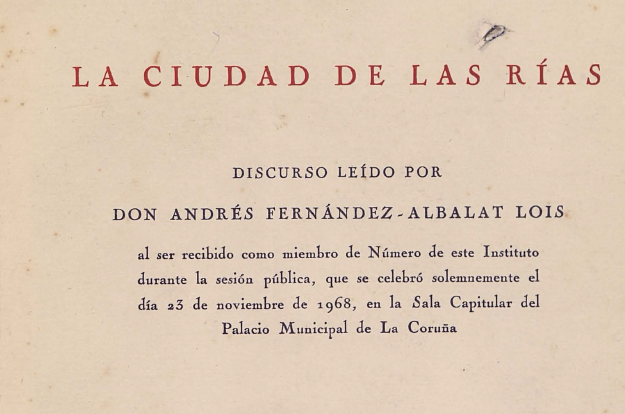 LA CIUDAD DE LAS RÍAS
DISCURSO LEÍDO POR
DON ANDRÉS FERNÁNDEZ-ALBALAT LOIS
al ser recibido como miembro de Número de este Instituto
durante la sesión pública, que se celebró solemnemente el
día 23 de noviembre de 1968, en la Sala Capitular del
Palacio Municipal de La Coruña